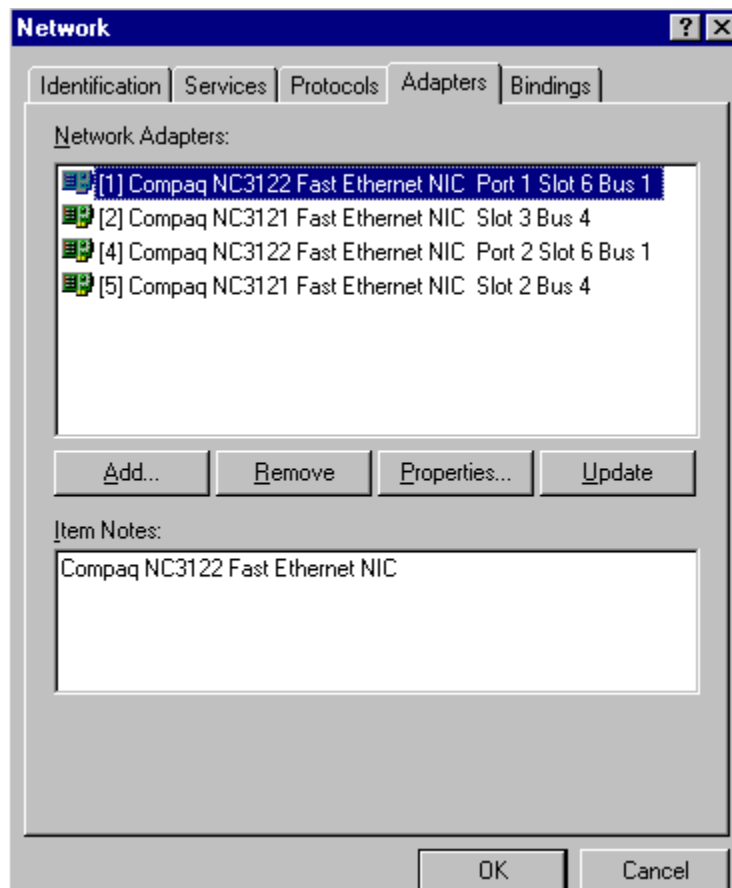 Network
Identification Services Protocols Adapters Bindings
Network Adapters:
[1] Compaq NC3122 Fast Ethernet NIC Port 1 Slot 6 Bus 1
[2] Compaq NC3121 Fast Ethernet NIC Slot 3 Bus 4
[4] Compaq NC3122 Fast Ethernet NIC Port 2 Slot 6 Bus 1
[5] Compaq NC3121 Fast Ethernet NIC Slot 2 Bus 4
Add... Remove Properties... Update
Item Notes:
Compaq NC3122 Fast Ethernet NIC
OK Cancel